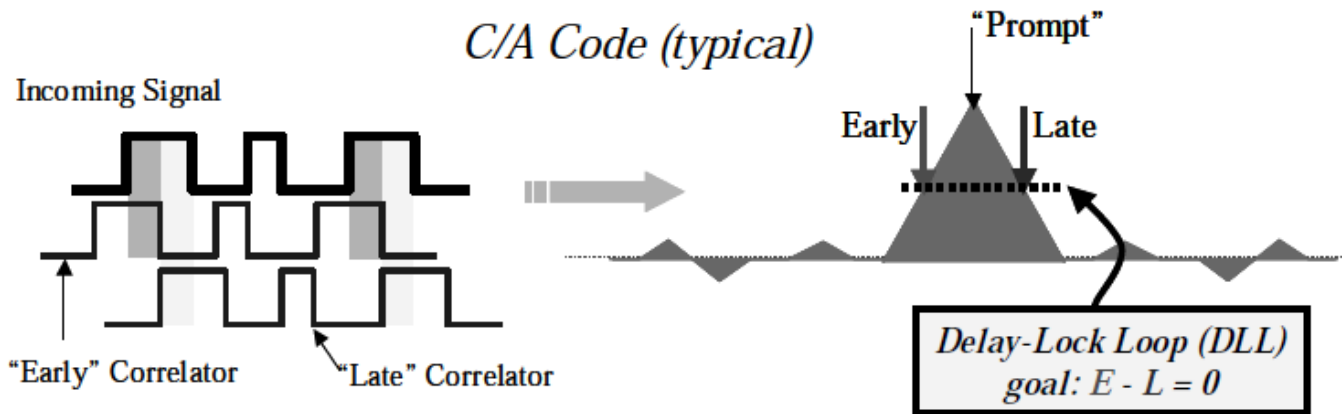 C/A Code (typical)
"Prompt"
Incoming Signal
Early
Late
"Early" Correlator
"Late" Correlator
Delay-Lock Loop (DLL)
goal: E - L = 0